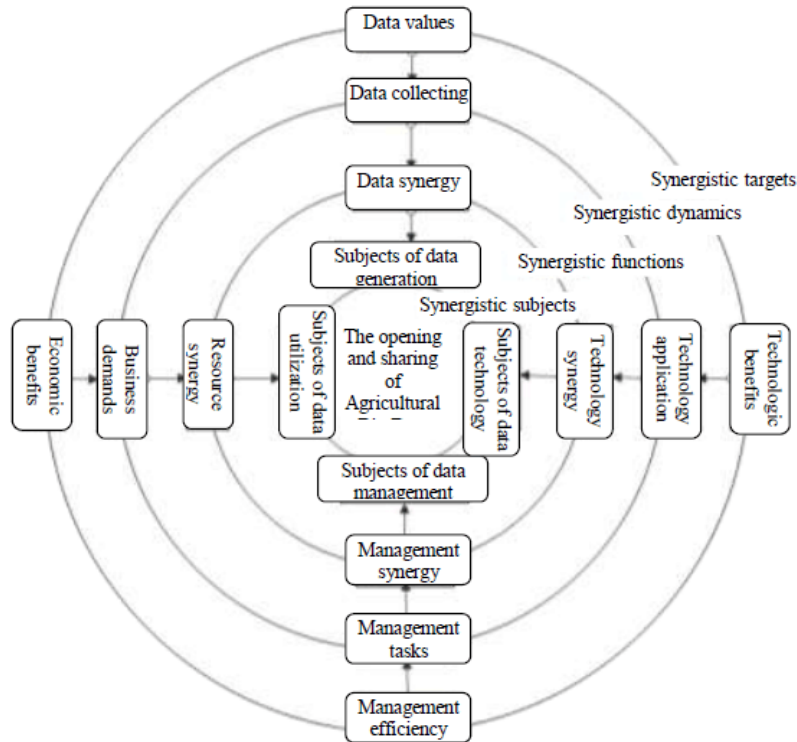 Data values
Data collecting
Data synergy
Synergistic targets
Synergistic dynamics
Subjects of data
generation
Synergistic functions
Synergistic subjects
Economic
benefits
Business
demands
Resource
synergy
Subjects of data
utilization
The opening
and sharing
of
Agricultural
Subjects of data
technology
Technology
synergy
Technology
application
Technologic
benefits
Subjects of data
management
Management
synergy
Management
tasks
Management
efficiency